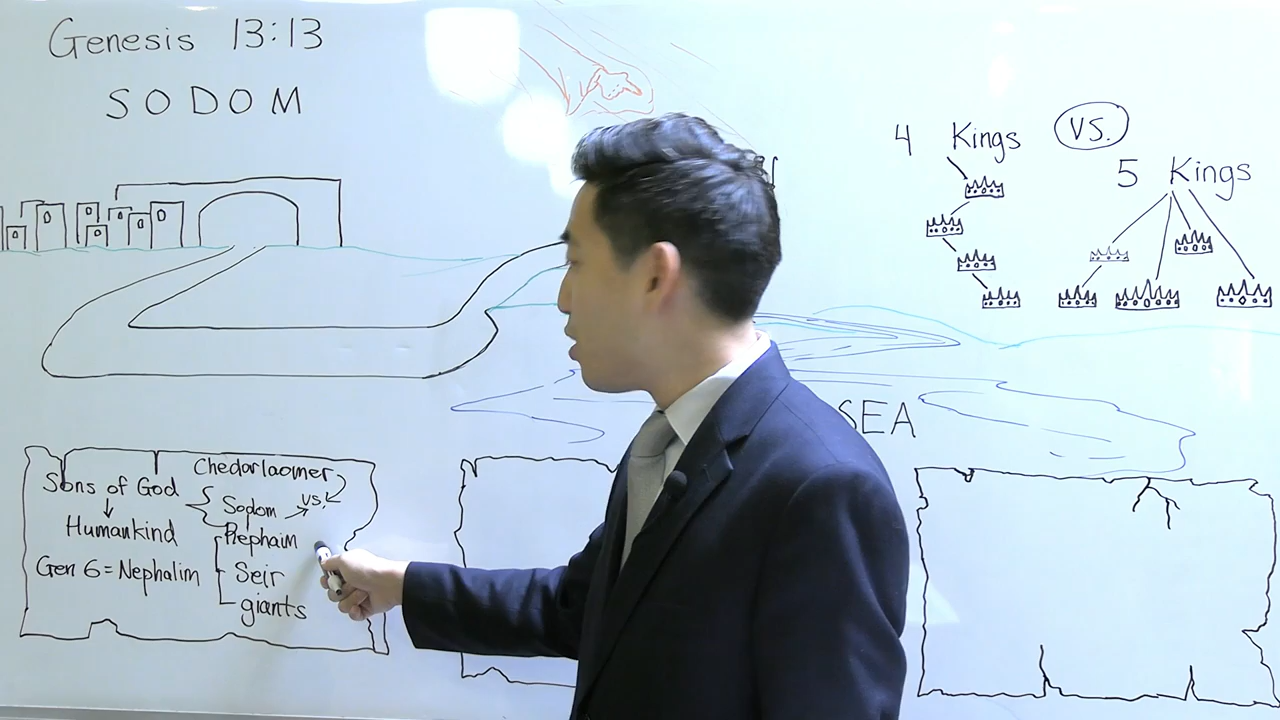 Genesis 13:13
SODOM
4 Kings
VS.
5 Kings
SEA
Chedorlaomer
Sons of God
Sodom
vs.
Humankind
Rephaim
Gen 6 = Nephalim
Seir
giants